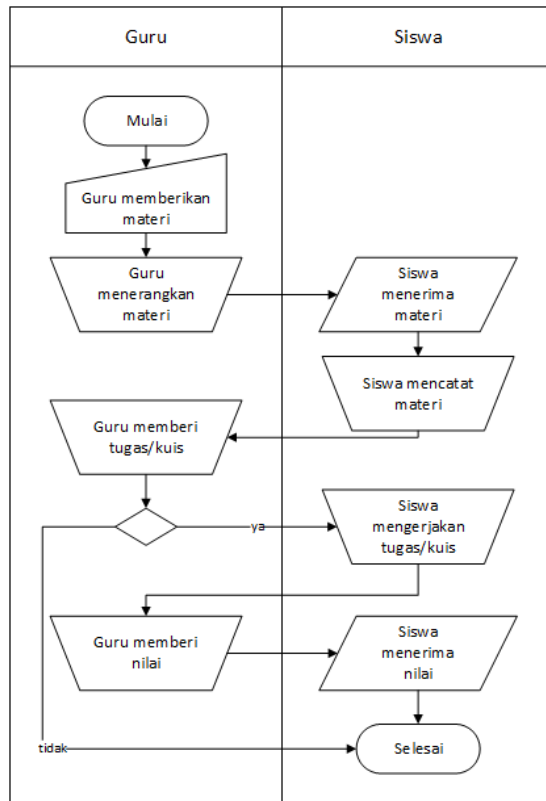 Guru
Siswa
Mulai
Guru memberikan
materi
Guru
menerangkan
materi
Siswa
menerima
materi
Siswa mencatat
materi
Guru memberi
tugas/kuis
ya
Siswa
mengerjakan
tugas/kuis
Guru memberi
nilai
Siswa
menerima
nilai
tidak
Selesai